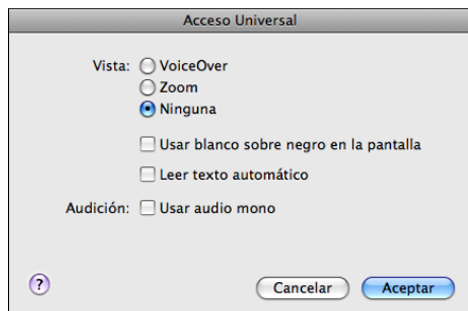 Acceso Universal
Vista: VoiceOver
Zoom
Ninguna
Usar blanco sobre negro en la pantalla
Leer texto automático
Audición: Usar audio mono
? Cancelar Aceptar